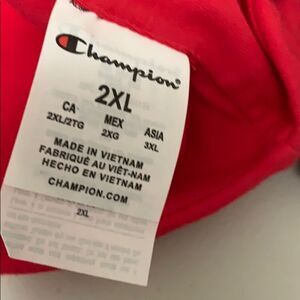 Champion
2XL
CA MEX ASIA
2XL/2TG 2XG 3XL
MADE IN VIETNAM
FABRIQUÉ AU VIÊT-NAM
HECHO EN VIETNAM
CHAMPION.COM
2XL